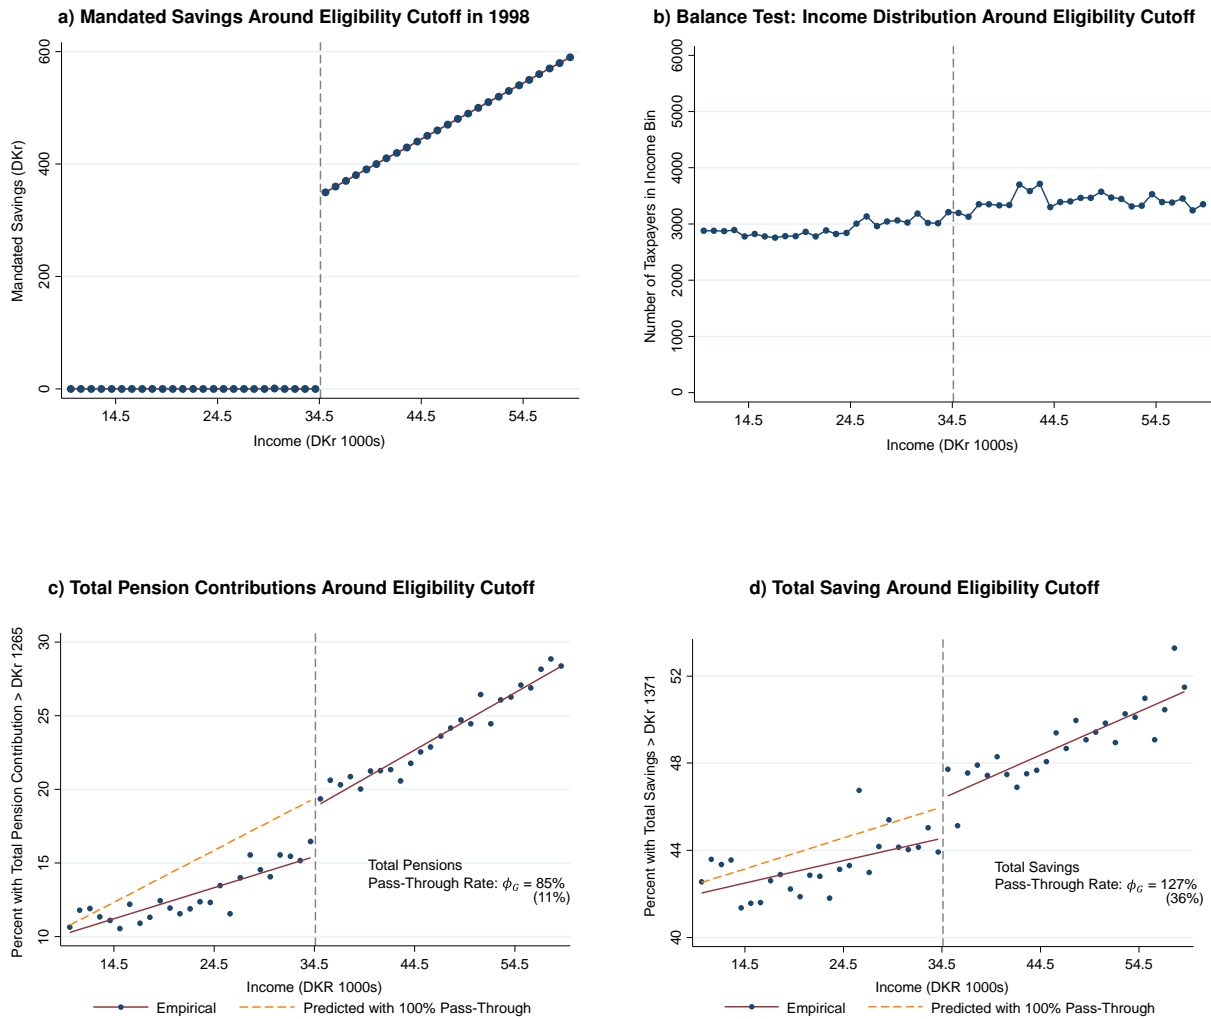 a) Mandated Savings Around Eligibility Cutoff in 1998
Mandated Savings (DKr)
600
400
200
0
14.5 24.5 34.5 44.5 54.5
Income (DKr 1000s)
b) Balance Test: Income Distribution Around Eligibility Cutoff
Number of Taxpayers in Income Bin
6000
5000
4000
3000
2000
1000
0
14.5 24.5 34.5 44.5 54.5
Income (DKr 1000s)
c) Total Pension Contributions Around Eligibility Cutoff
Percent with Total Pension Contribution > DKr 1265
30
25
20
15
10
Total Pensions
Pass-Through Rate: ϕG = 85%
(11%)
14.5 24.5 34.5 44.5 54.5
Income (DKR 1000s)
Empirical Predicted with 100% Pass-Through
d) Total Saving Around Eligibility Cutoff
Percent with Total Savings > DKr 1371
52
48
44
40
Total Savings
Pass-Through Rate: ϕG = 127%
(36%)
14.5 24.5 34.5 44.5 54.5
Income (DKR 1000s)
Empirical Predicted with 100% Pass-Through